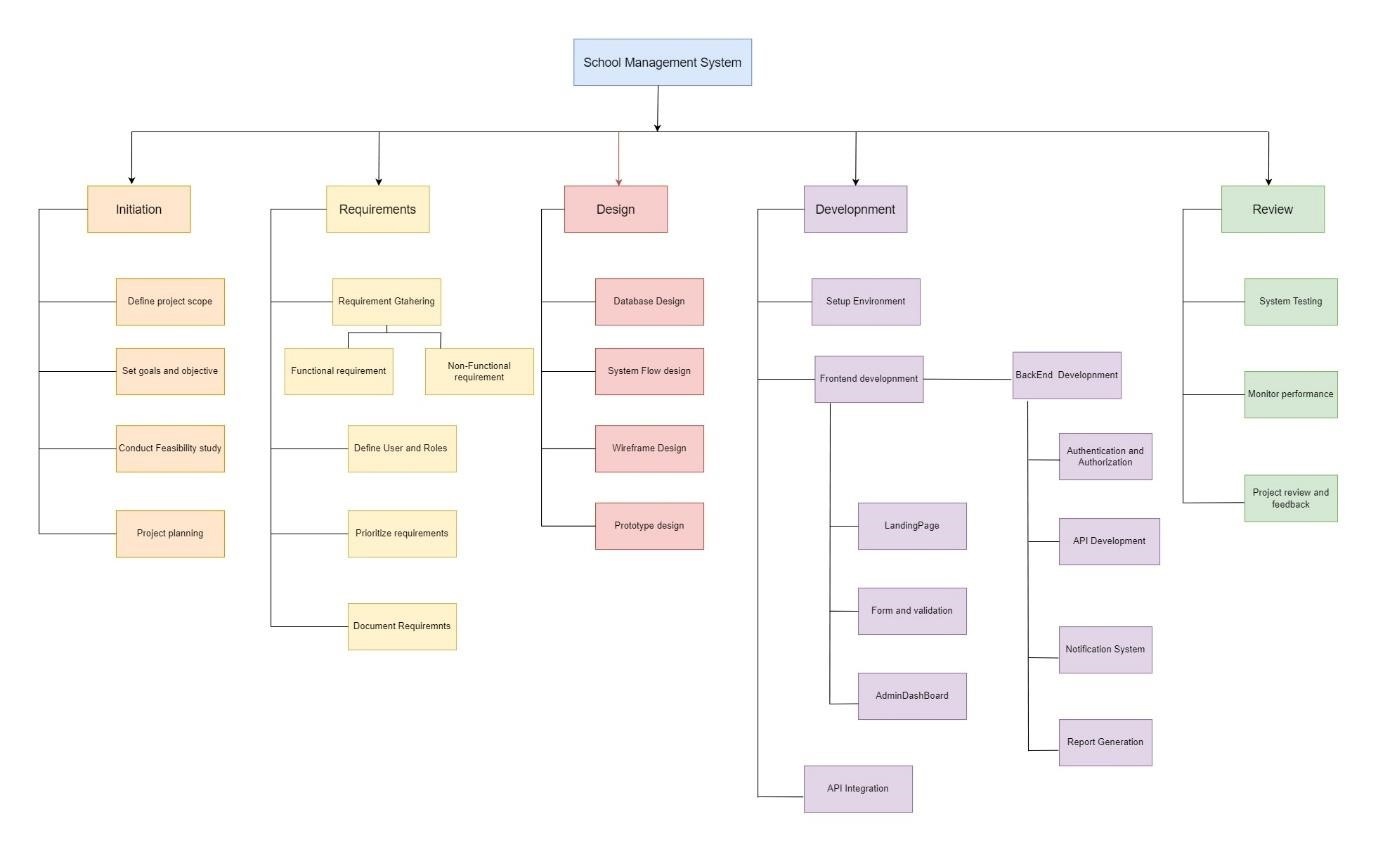 School Management System
Initiation
Requirements
Design
Developnment
Review
Define project scope
Set goals and objective
Conduct Feasibility study
Project planning
Requirement Gtahering
Functional requirement
Non-Functional
requirement
Define User and Roles
Prioritize requirements
Document Requiremnts
Database Design
System Flow design
Wireframe Design
Prototype design
Setup Environment
Frontend developnment
LandingPage
Form and validation
AdminDashBoard
API Integration
BackEnd  Developnment
Authentication and
Authorization
API Development
Notification System
Report Generation
System Testing
Monitor performance
Project review and
feedback